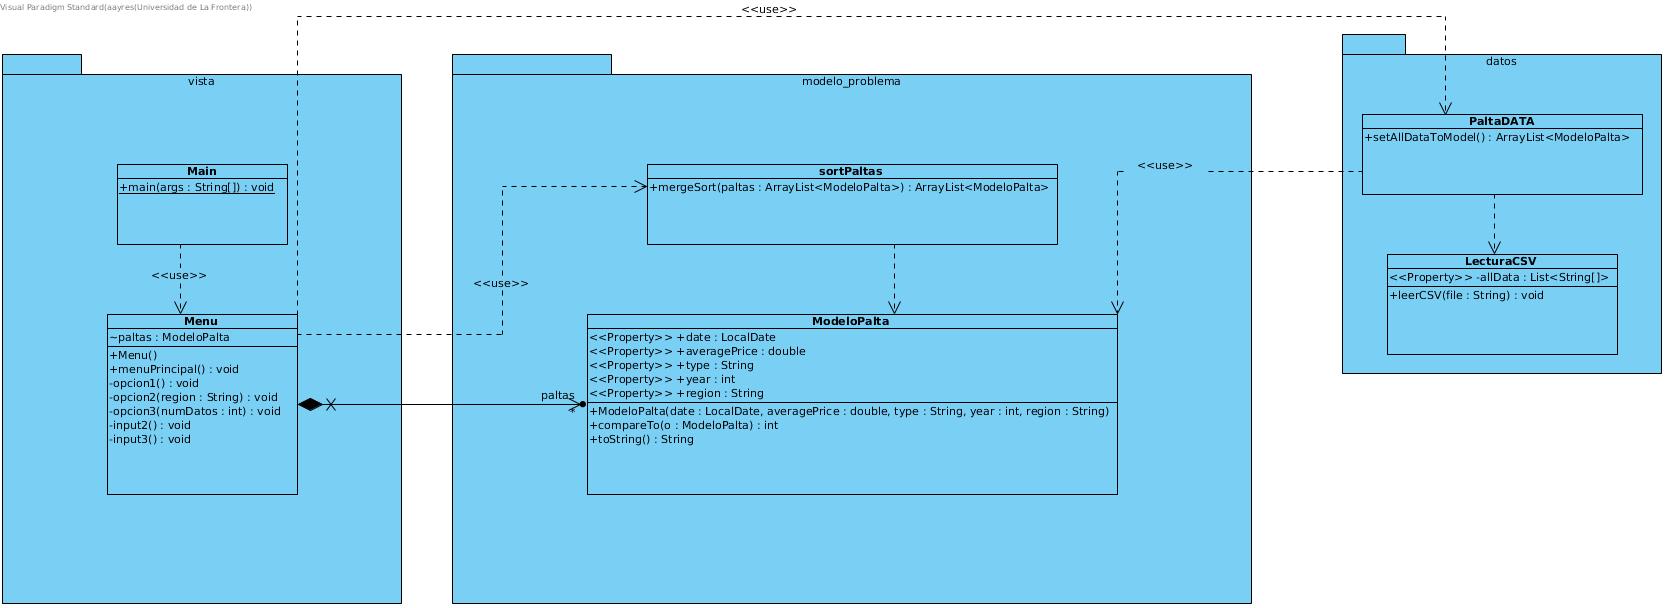 Visual Paradigm Standard(aayres(Universidad de La Frontera))
<<use>>
vista
Main
+main(args : String[]) : void
<<use>>
Menu
~paltas : ModeloPalta
+Menu()
+menuPrincipal() : void
-opcion1() : void
-opcion2(region : String) : void
-opcion3(numDatos : int) : void
-input2() : void
-input3() : void
<<use>>
paltas
*
modelo_problema
sortPaltas
+mergeSort(paltas : ArrayList<ModeloPalta>) : ArrayList<ModeloPalta>
ModeloPalta
<<Property>> +date : LocalDate
<<Property>> +averagePrice : double
<<Property>> +type : String
<<Property>> +year : int
<<Property>> +region : String
+ModeloPalta(date : LocalDate, averagePrice : double, type : String, year : int, region : String)
+compareTo(o : ModeloPalta) : int
+toString() : String
<<use>>
datos
PaltaDATA
+setAllDataToModel() : ArrayList<ModeloPalta>
LecturaCSV
<<Property>> -allData : List<String[]>
+leerCSV(file : String) : void